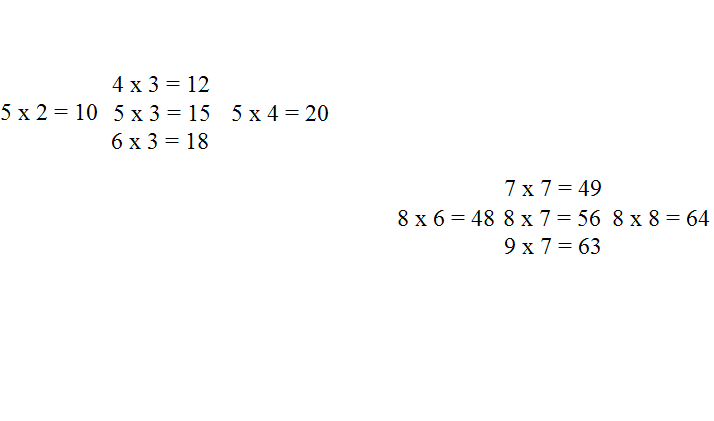 4 x 3 = 12
5 x 2 = 10 5 x 3 = 15 5 x 4 = 20
6 x 3 = 18
7 x 7 = 49
8 x 6 = 48 8 x 7 = 56 8 x 8 = 64
9 x 7 = 63